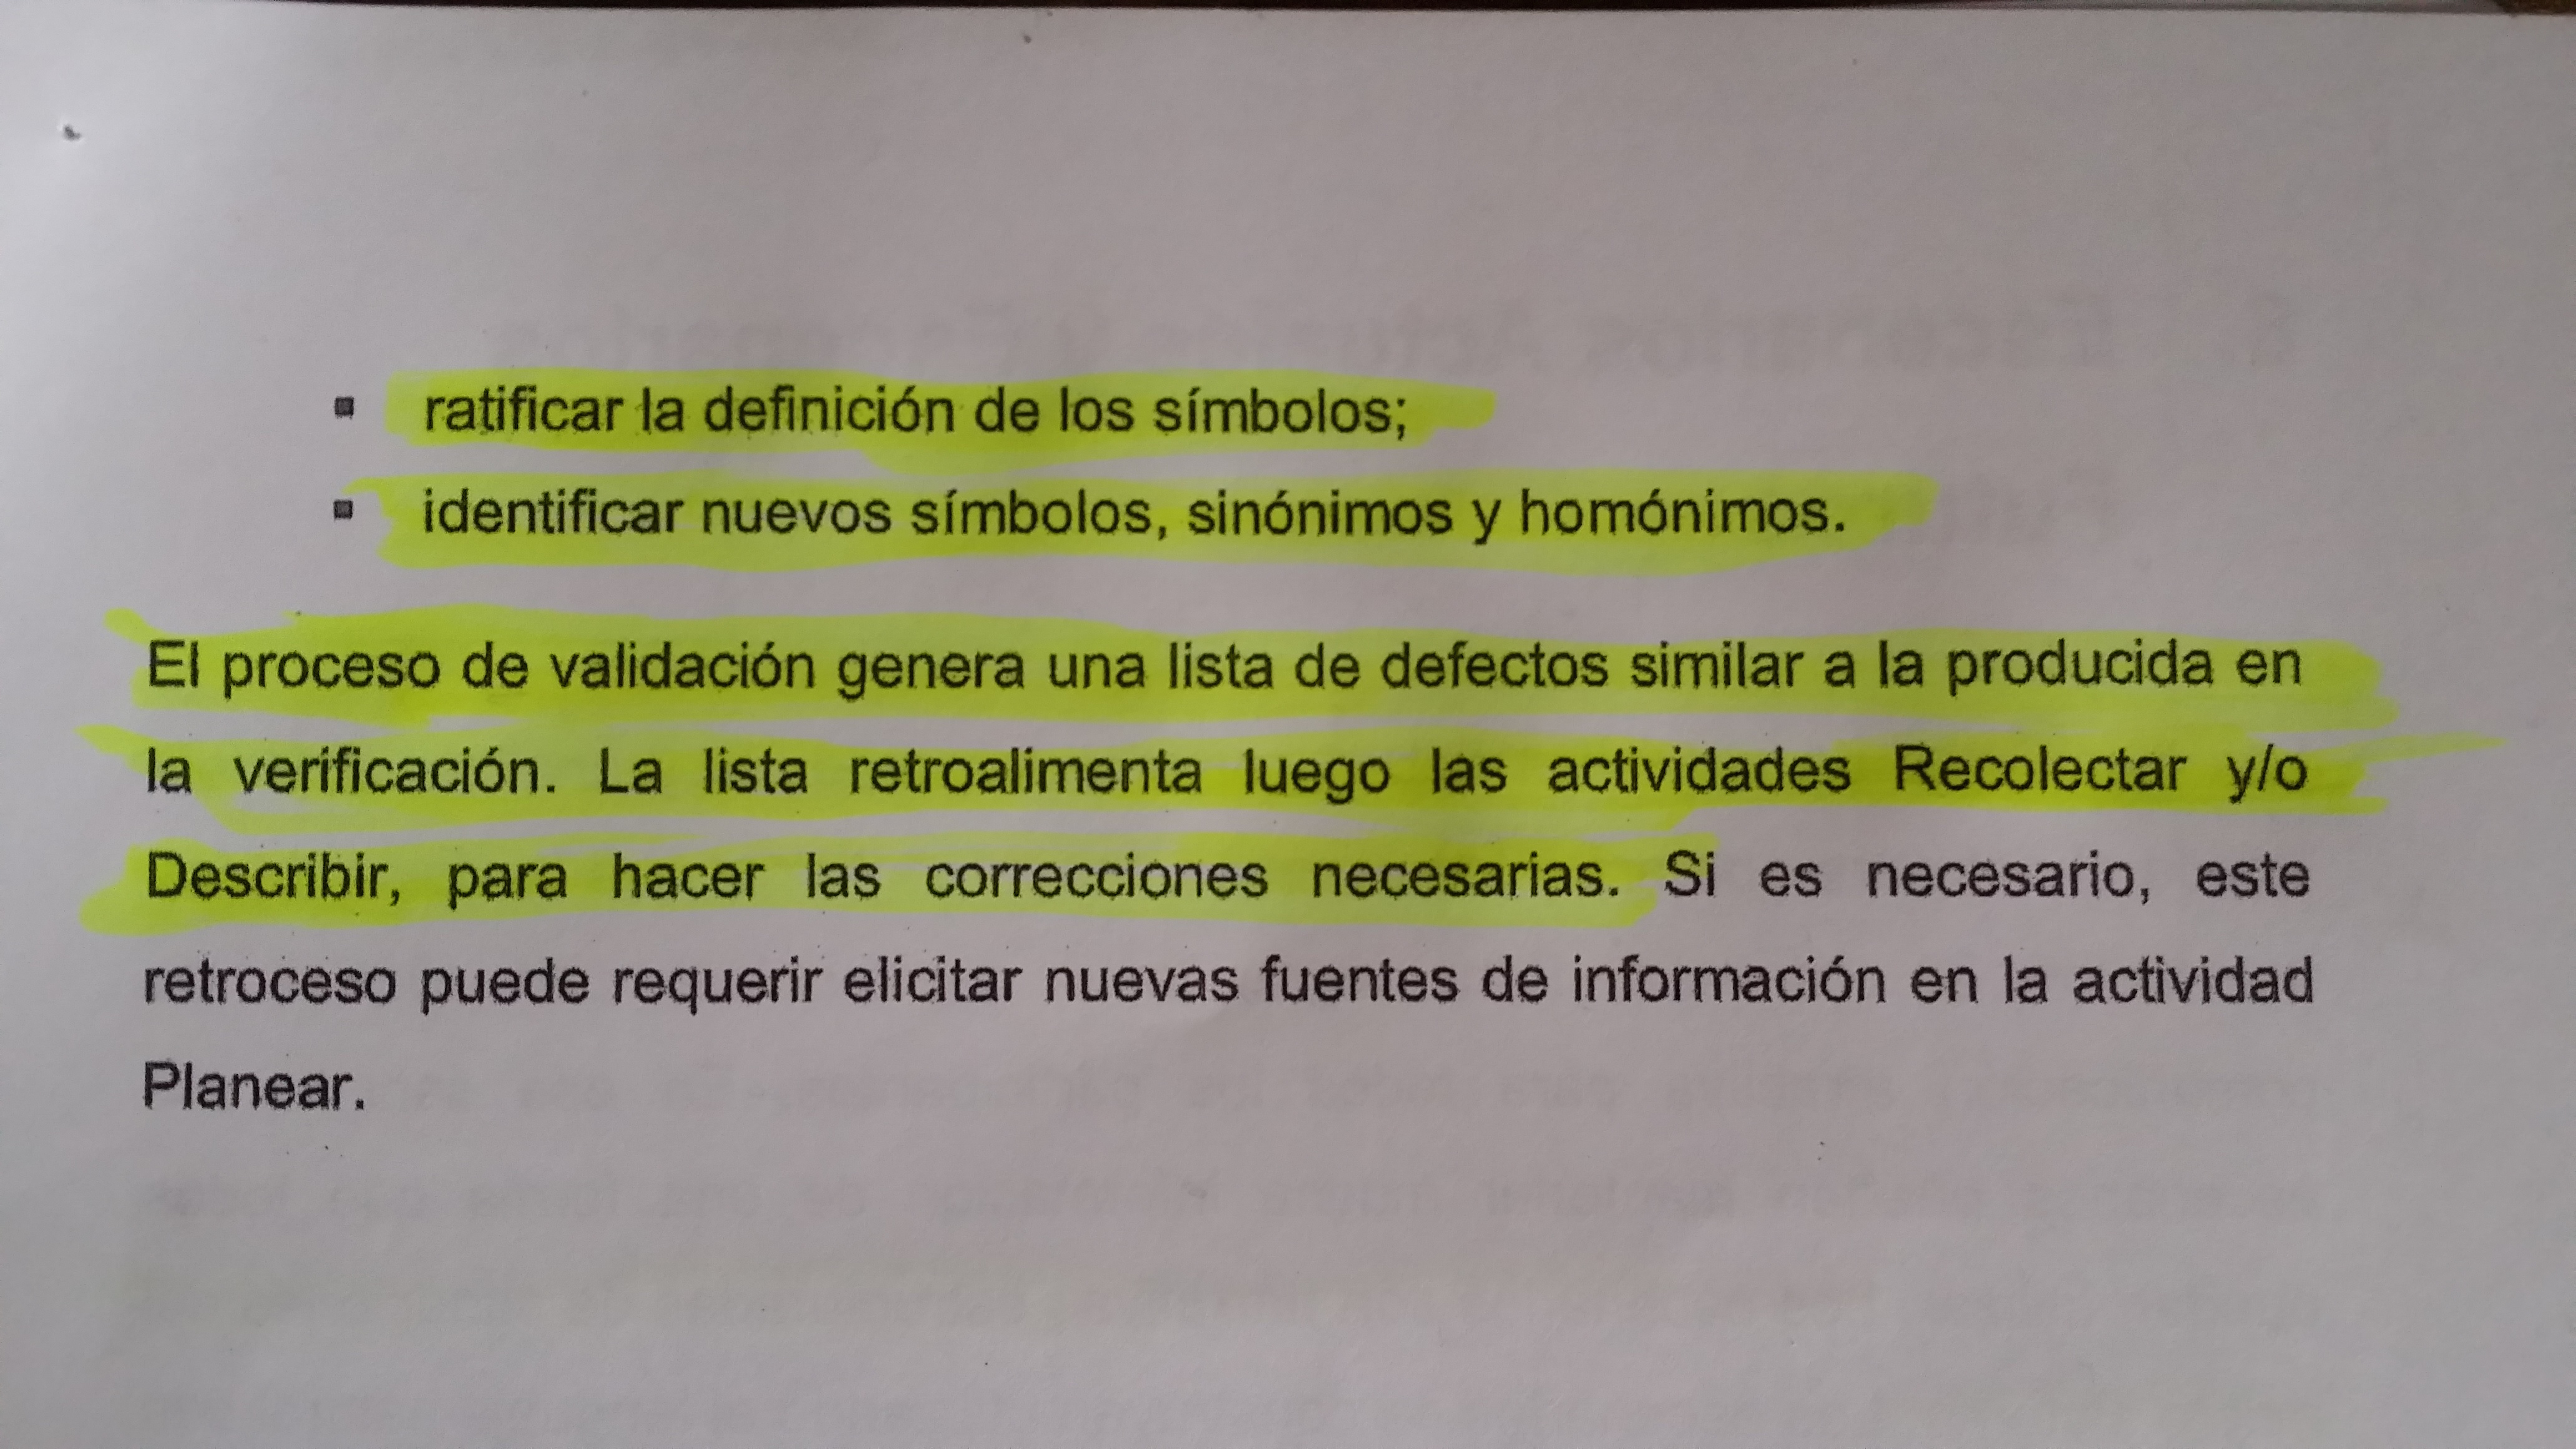 ▪ ratificar la definición de los símbolos;
▪ identificar nuevos símbolos, sinónimos y homónimos.
El proceso de validación genera una lista de defectos similar a la producida en
la verificación. La lista retroalimenta luego las actividades Recolectar y/o
Describir, para hacer las correcciones necesarias. Si es necesario, este
retroceso puede requerir elicitar nuevas fuentes de información en la actividad
Planear.